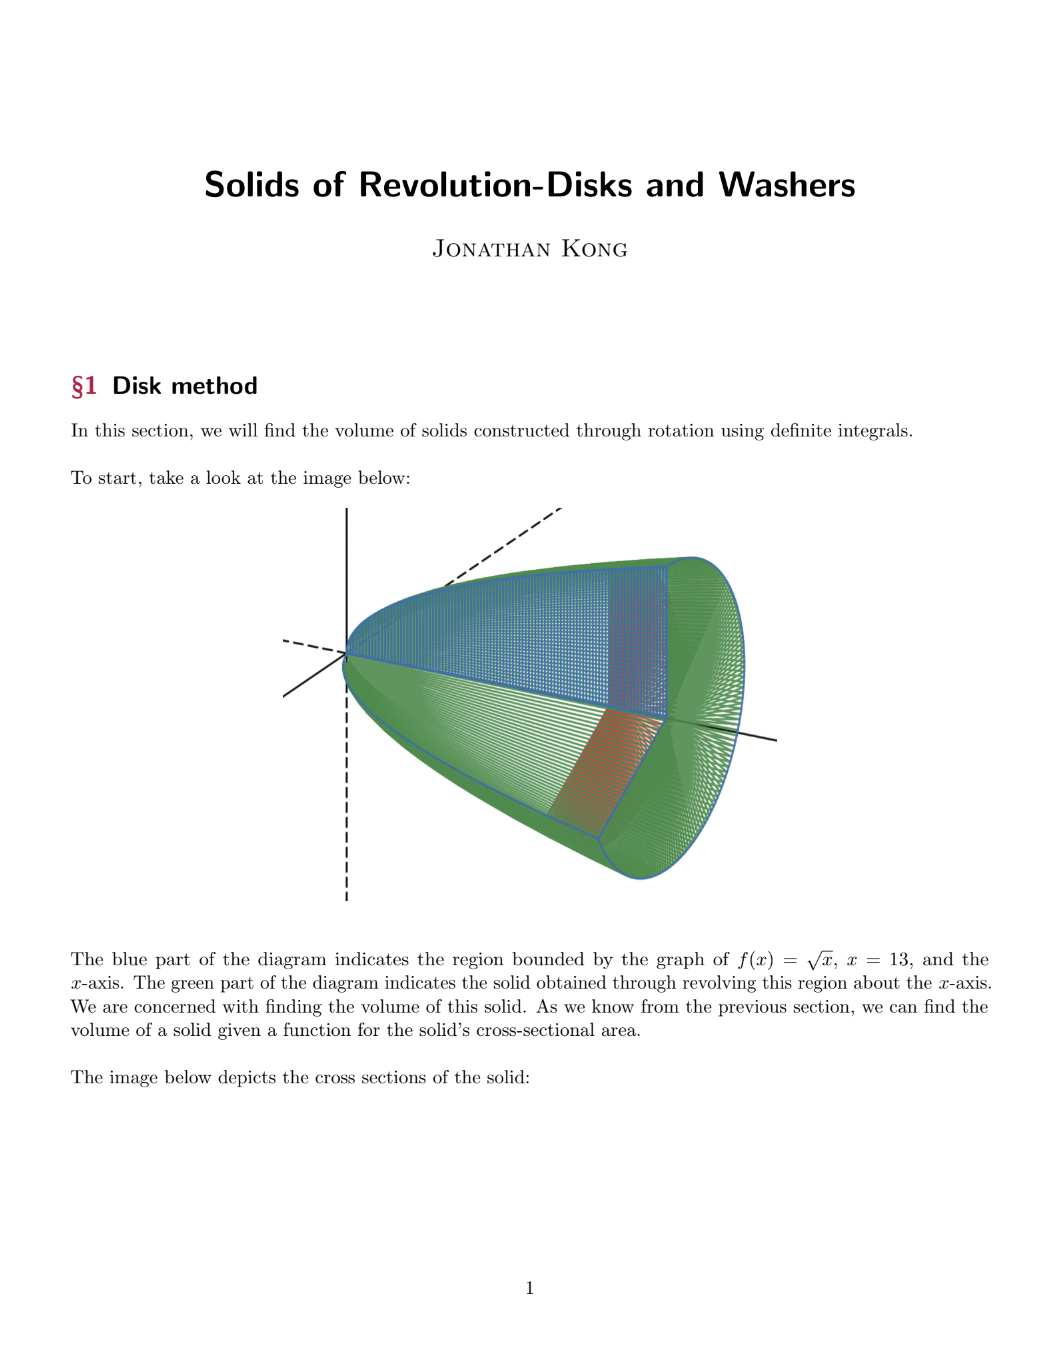 Solids of Revolution-Disks and Washers
Jonathan Kong
§1 Disk method
In this section, we will find the volume of solids constructed through rotation using definite integrals.
To start, take a look at the image below:
The blue part of the diagram indicates the region bounded by the graph of f(x) = √x, x = 13, and the
x-axis. The green part of the diagram indicates the solid obtained through revolving this region about the x-axis.
We are concerned with finding the volume of this solid. As we know from the previous section, we can find the
volume of a solid given a function for the solid's cross-sectional area.
The image below depicts the cross sections of the solid:
1